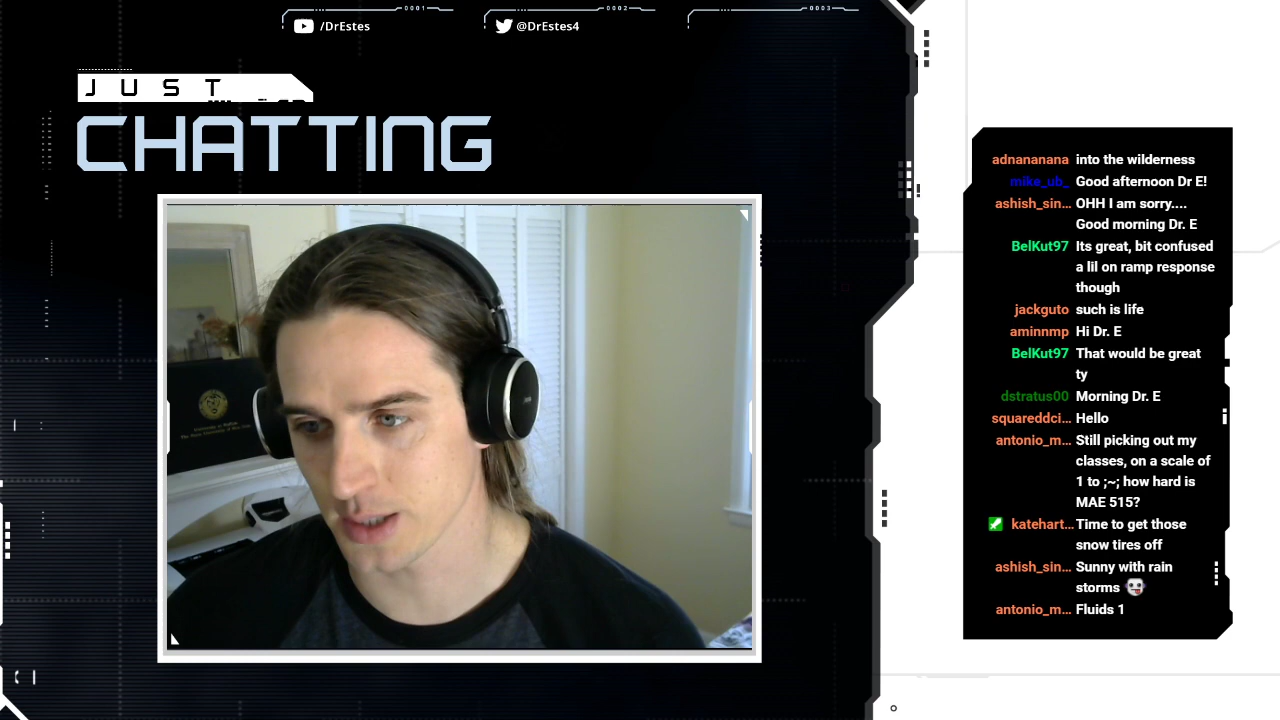 0001
0002
0003
/DrEstes
@DrEstes4
JUST
CHATTING
adnananana into the wilderness
mike_ub_ Good afternoon Dr E!
ashish_sin… OHH I am sorry....
Good morning Dr. E
BelKut97 Its great, bit confused
a lil on ramp response
though
jackguto such is life
aminnmp Hi Dr. E
BelKut97 That would be great
ty
dstratus00 Morning Dr. E
squareddci… Hello
antonio_m… Still picking out my
classes, on a scale of
1 to ;~; how hard is
MAE 515?
katehart… Time to get those
snow tires off
ashish_sin… Sunny with rain
storms
antonio_m… Fluids 1